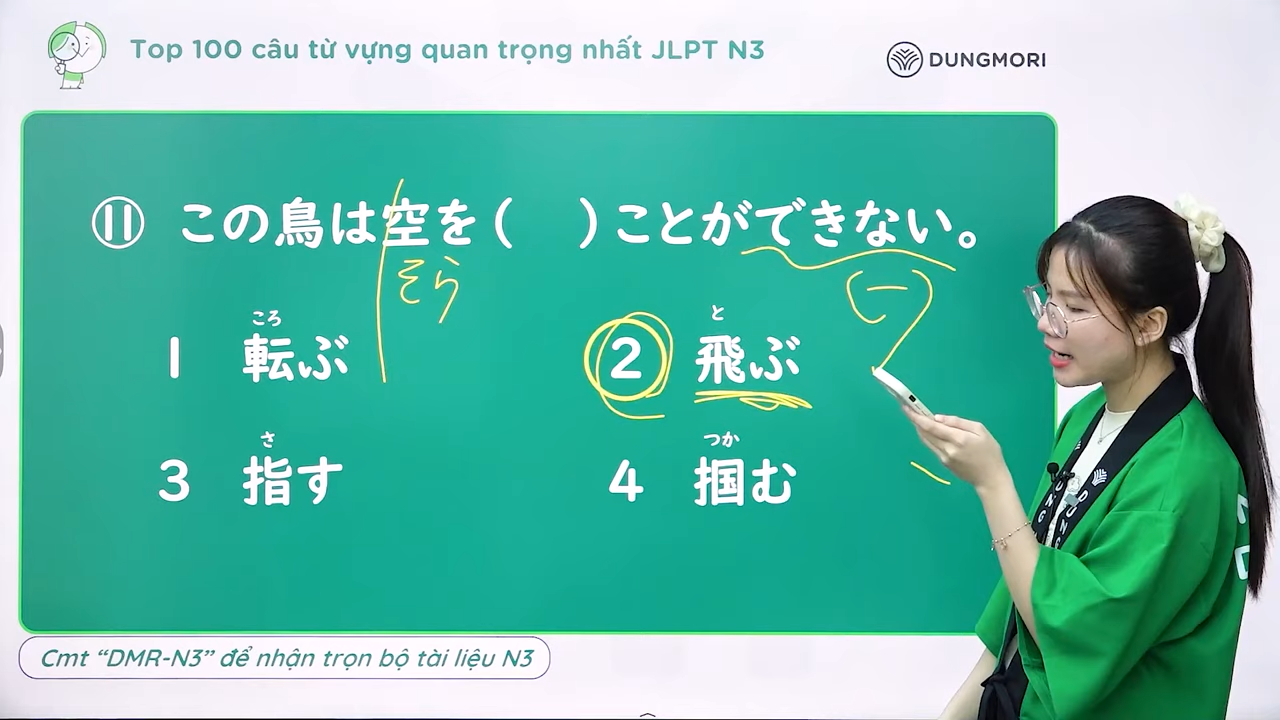 Top 100 câu từ vựng quan trọng nhất JLPT N3
DUNGMORI
⑪ この鳥は空を(　)ことができない。
そら
(ー)
ころ
1 転ぶ
と
2 飛ぶ
さ
3 指す
つか
4 掴む
Cmt “DMR-N3” để nhận trọn bộ tài liệu N3